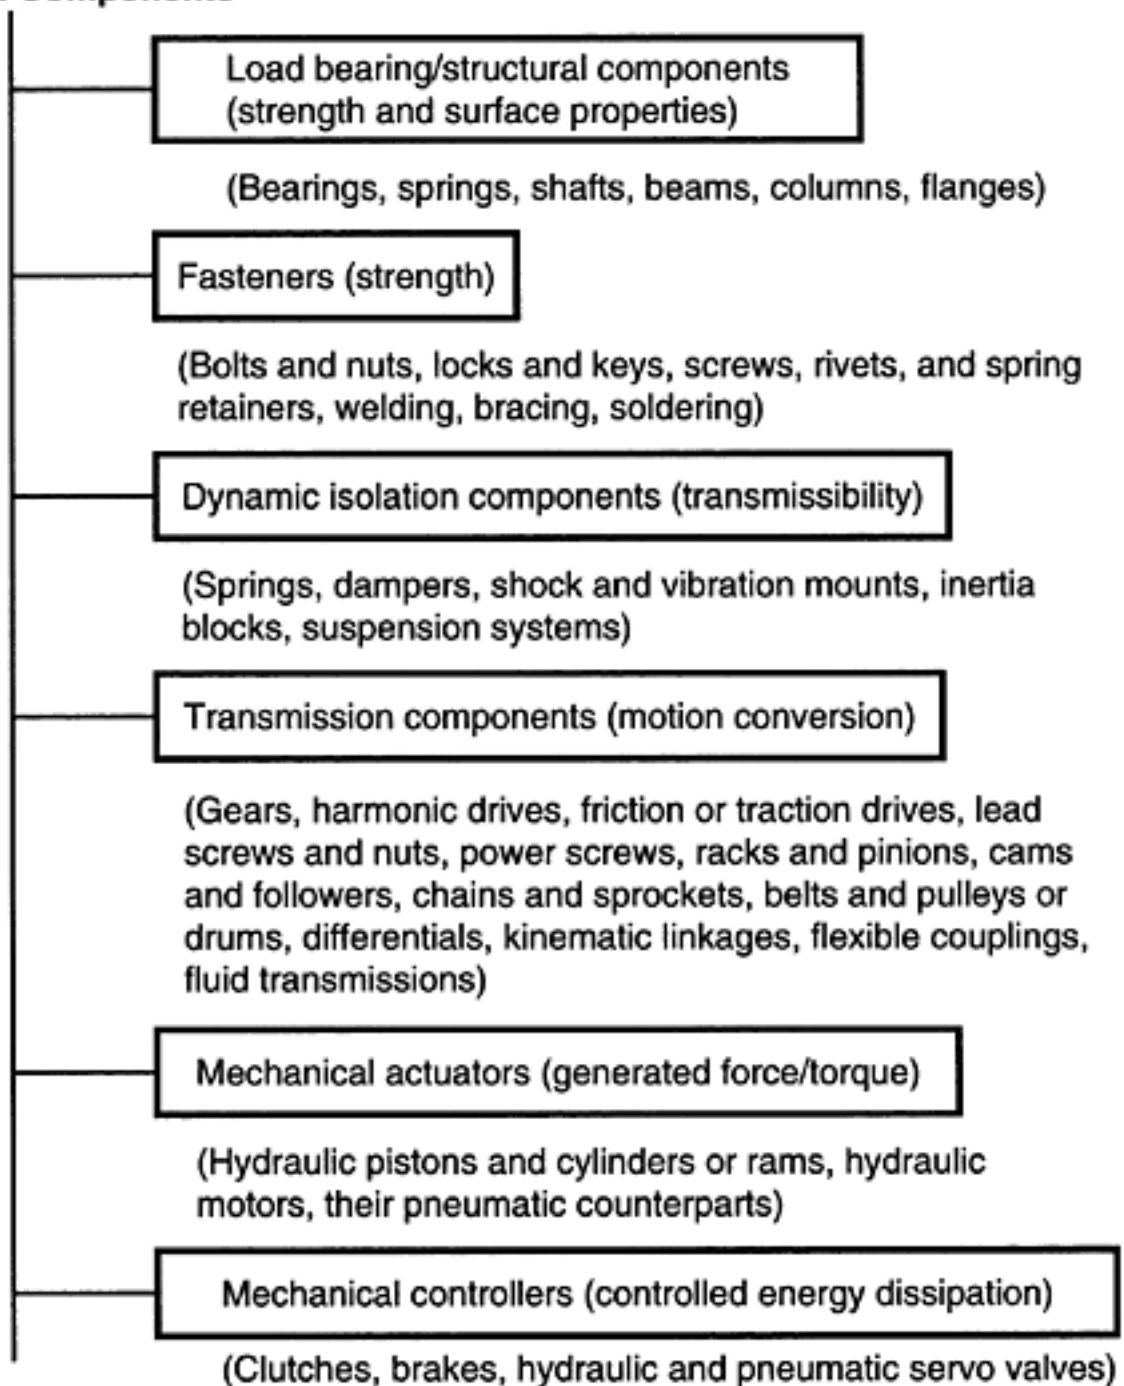 Components
Load bearing/structural components
(strength and surface properties)
(Bearings, springs, shafts, beams, columns, flanges)
Fasteners (strength)
(Bolts and nuts, locks and keys, screws, rivets, and spring
retainers, welding, bracing, soldering)
Dynamic isolation components (transmissibility)
(Springs, dampers, shock and vibration mounts, inertia
blocks, suspension systems)
Transmission components (motion conversion)
(Gears, harmonic drives, friction or traction drives, lead
screws and nuts, power screws, racks and pinions, cams
and followers, chains and sprockets, belts and pulleys or
drums, differentials, kinematic linkages, flexible couplings,
fluid transmissions)
Mechanical actuators (generated force/torque)
(Hydraulic pistons and cylinders or rams, hydraulic
motors, their pneumatic counterparts)
Mechanical controllers (controlled energy dissipation)
(Clutches, brakes, hydraulic and pneumatic servo valves)